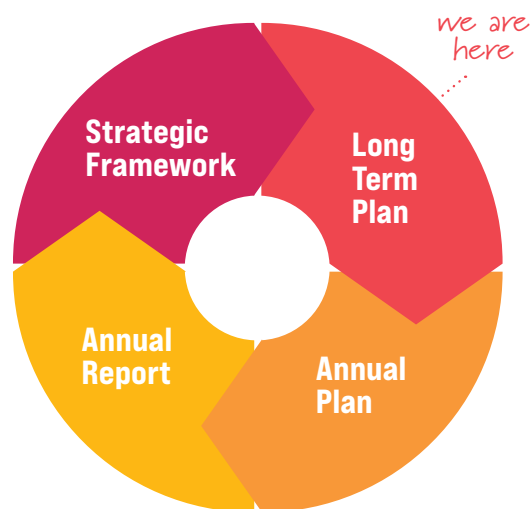 we are
here
Strategic
Framework
Long
Term
Plan
Annual
Report
Annual
Plan